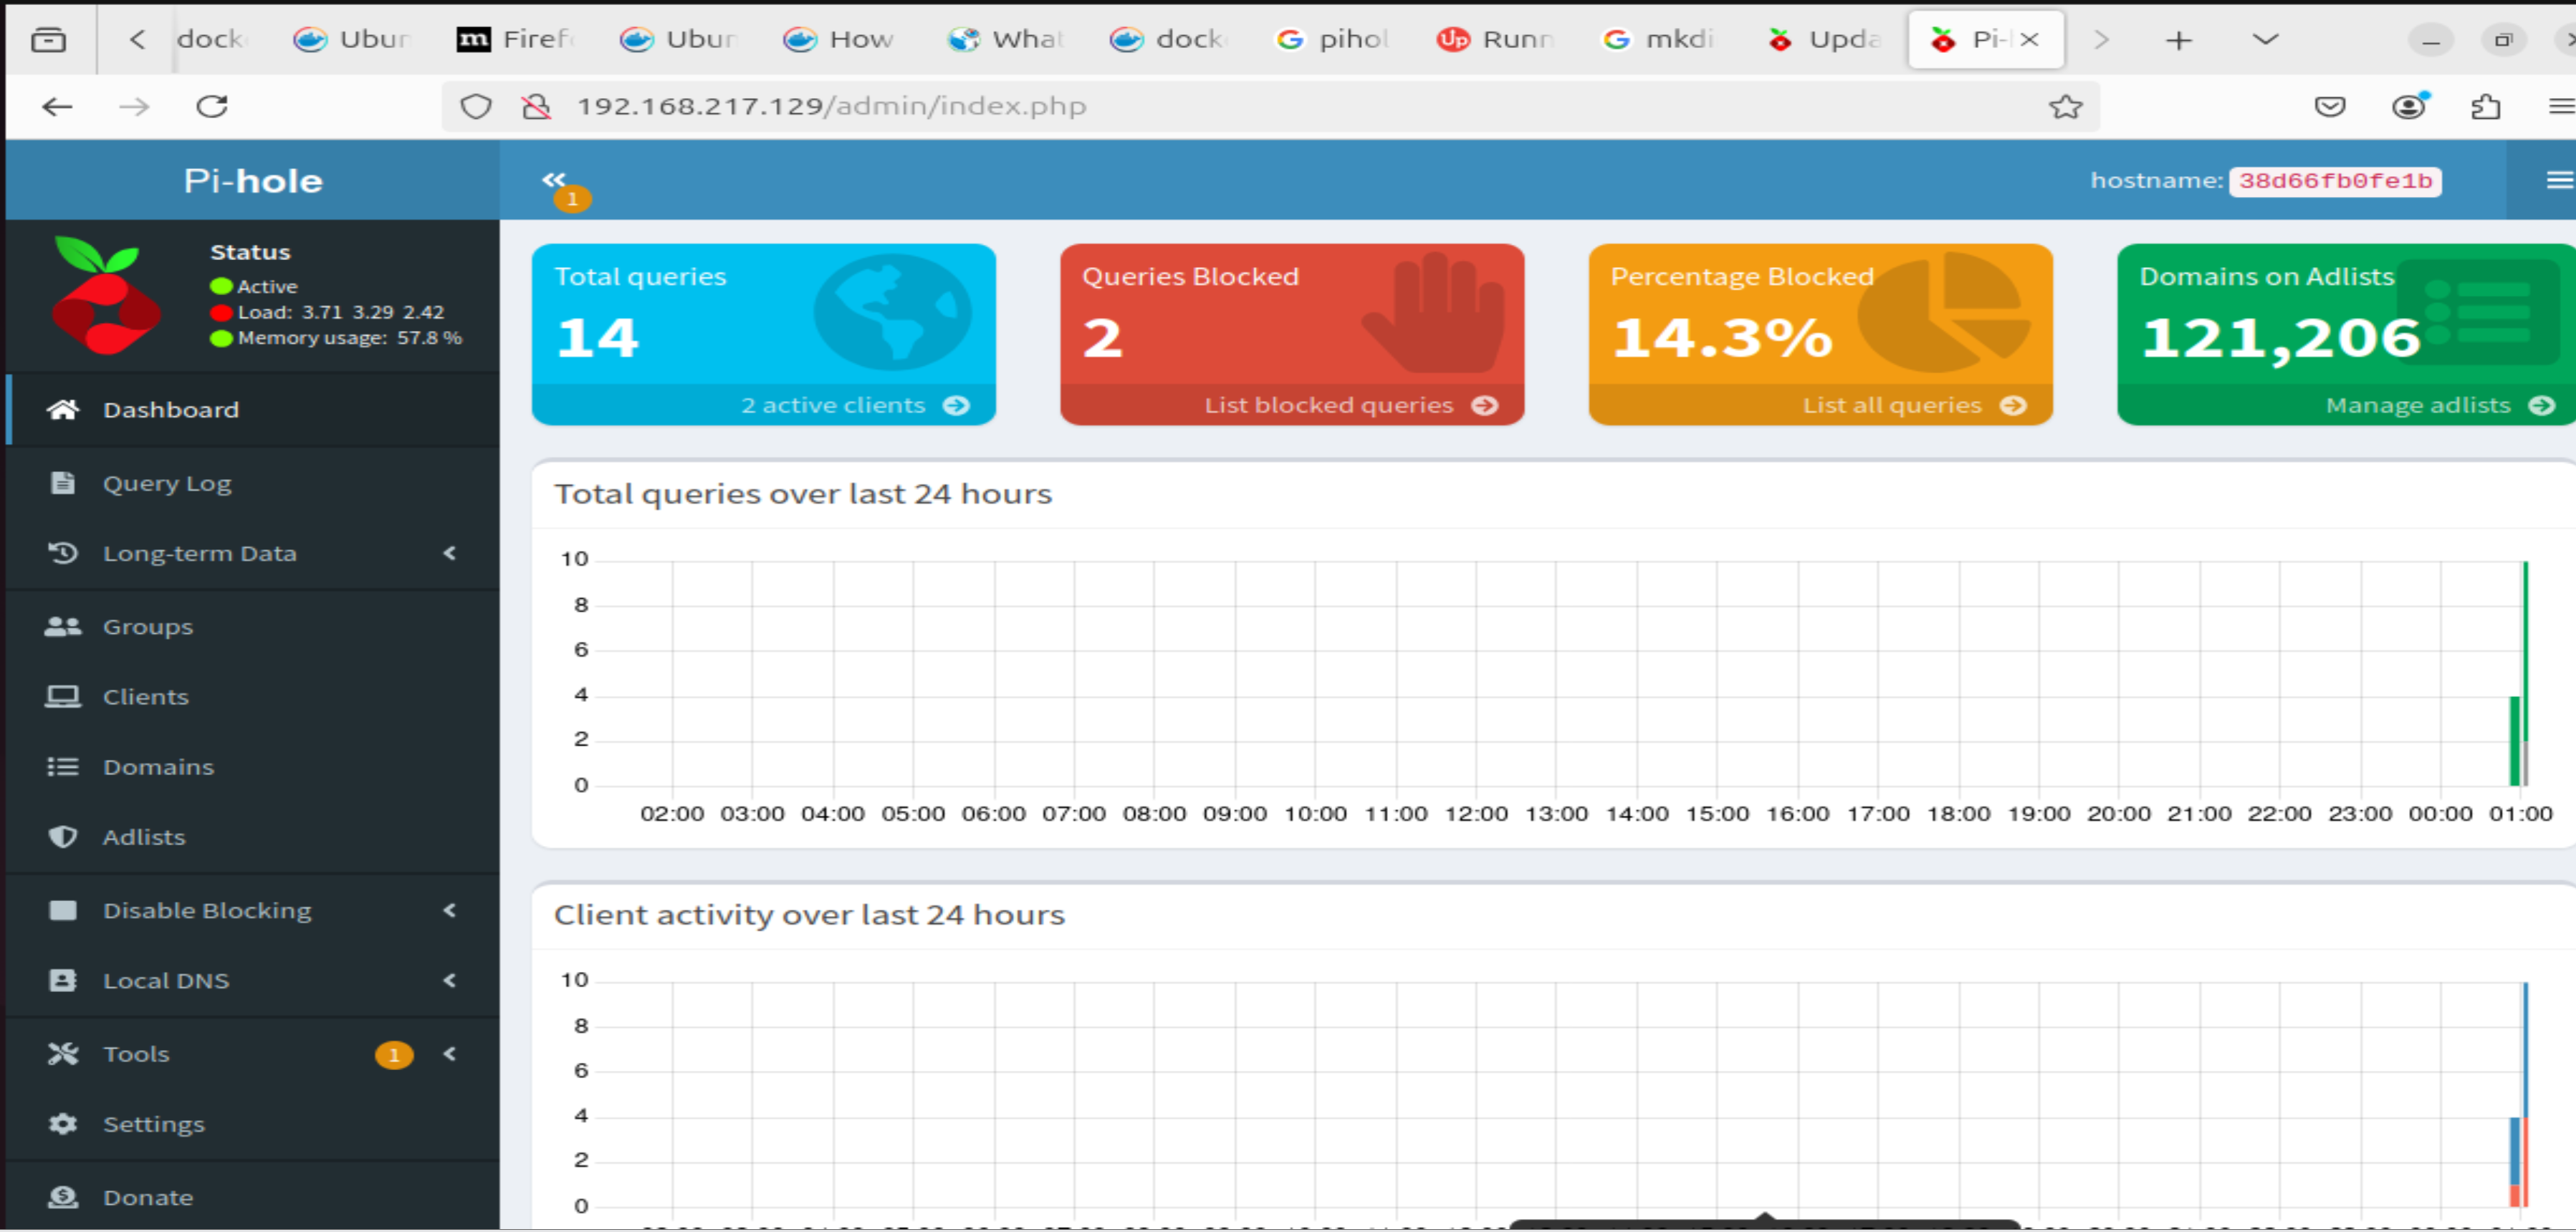 dock Ubun m Firef Ubun How What dock G pihol Up Runn G mkdi Upda Pi-
192.168.217.129/admin/index.php
Pi-hole
1
hostname: 38d66fb0fe1b
Status
Active
Load: 3.71 3.29 2.42
Memory usage: 57.8 %
Dashboard
Query Log
Long-term Data
Groups
Clients
Domains
Adlists
Disable Blocking
Local DNS
Tools 1
Settings
Donate
Total queries
14
2 active clients
Queries Blocked
2
List blocked queries
Percentage Blocked
14.3%
List all queries
Domains on Adlists
121,206
Manage adlists
Total queries over last 24 hours
10
8
6
4
2
0
02:00 03:00 04:00 05:00 06:00 07:00 08:00 09:00 10:00 11:00 12:00 13:00 14:00 15:00 16:00 17:00 18:00 19:00 20:00 21:00 22:00 23:00 00:00 01:00
Client activity over last 24 hours
10
8
6
4
2
0